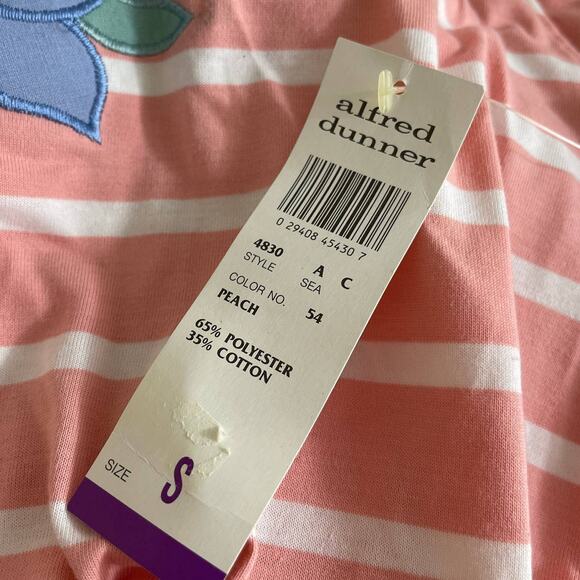 alfred
dunner
0 29408 45430 7
4830 A C
STYLE SEA
COLOR NO. 54
PEACH
65% POLYESTER
35% COTTON
SIZE S